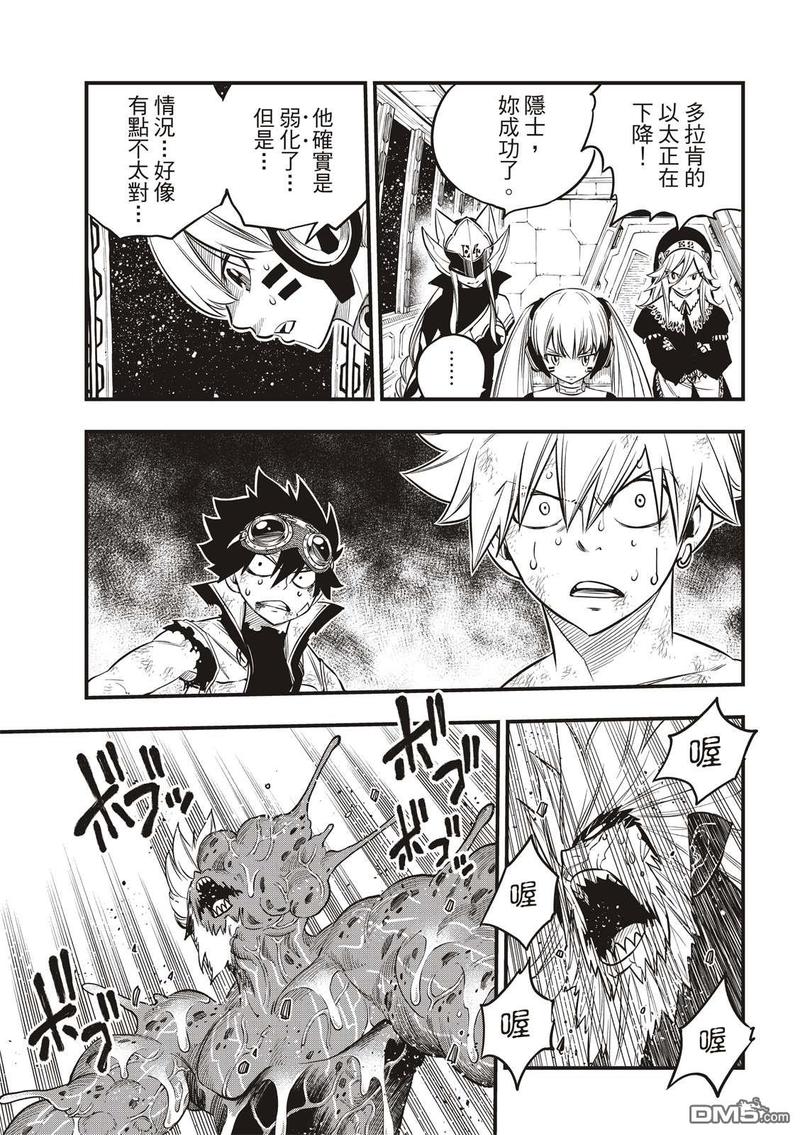 多拉肯的
以太正在
下降！
隱士，
妳成功了。
……
他確實是
弱化了…
但是…
情況…好像
有點不太對…
喔
喔
喔
喔
ボブッ
ボブッ
ボブッ
DM5.com